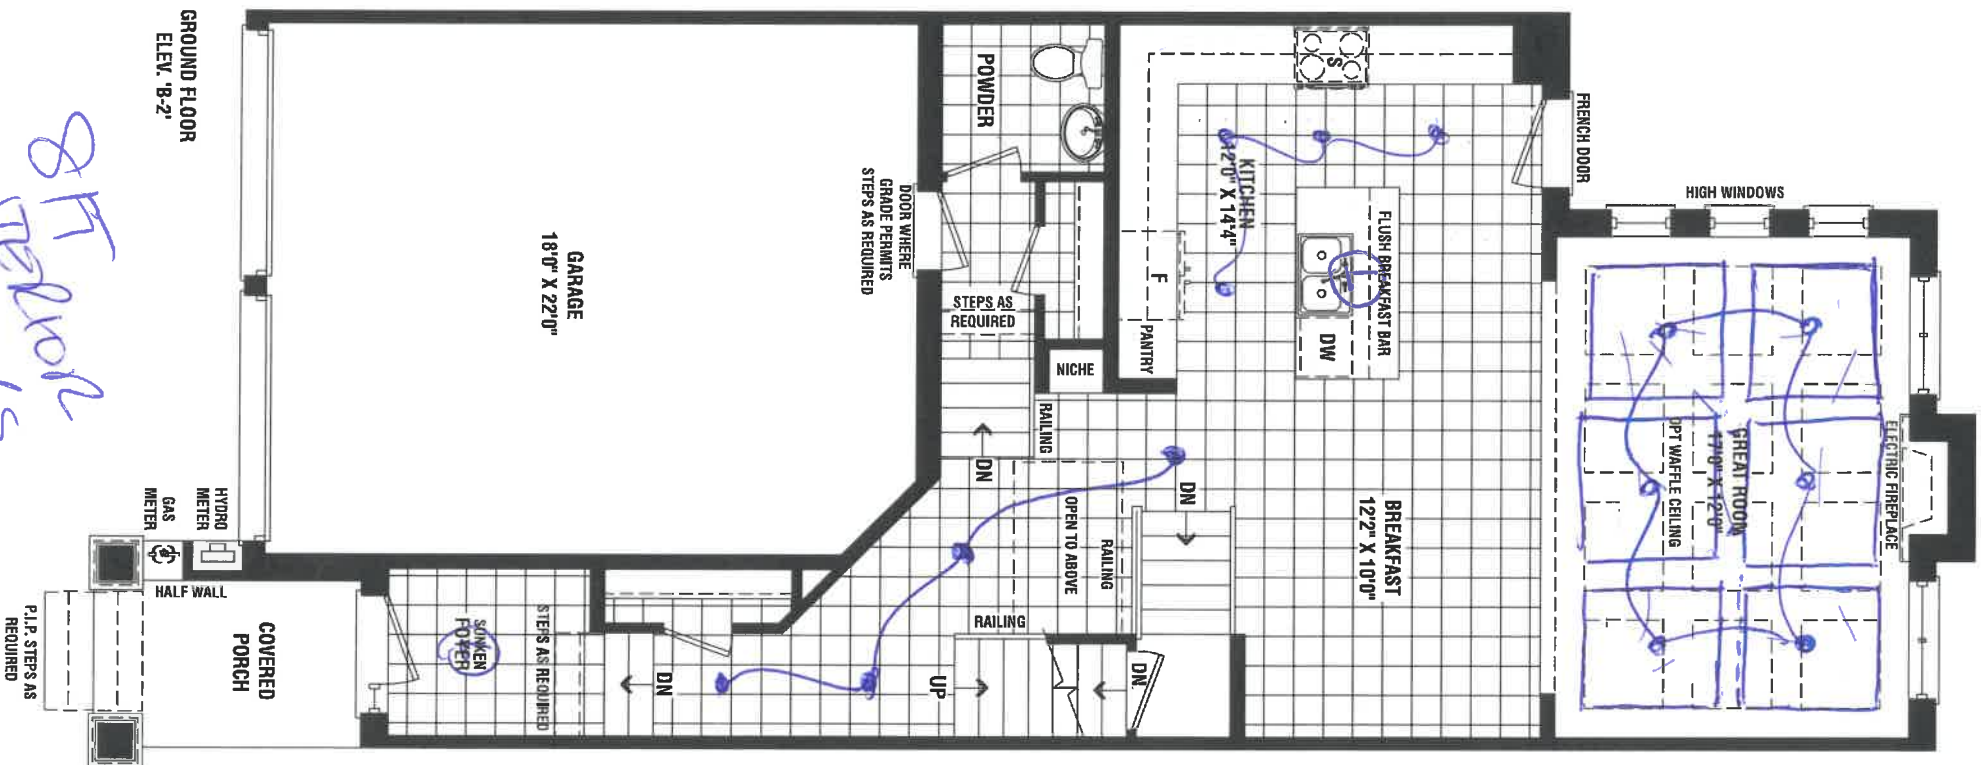 GROUND FLOOR
ELEV. 'B-2'
8FT
GARAGE
18'0" X 22'0"
DOOR WHERE
GRADE PERMITS
STEPS AS REQUIRED
POWDER
STEPS AS
REQUIRED
NICHE
RAILING
DN
PANTRY
F
S
KITCHEN
12'0" X 14'4"
FLUSH BREAKFAST BAR
DW
FRENCH DOOR
HIGH WINDOWS
GREAT ROOM
17'0" X 12'0"
OPT WAFFLE CEILING
ELECTRIC FIREPLACE
BREAKFAST
12'2" X 10'0"
DN
RAILING
OPEN TO ABOVE
RAILING
DN
UP
DN
STEPS AS REQUIRED
SUNKEN
FOYER
COVERED
PORCH
HALF WALL
HYDRO
METER
GAS
METER
P.I.P. STEPS AS
REQUIRED